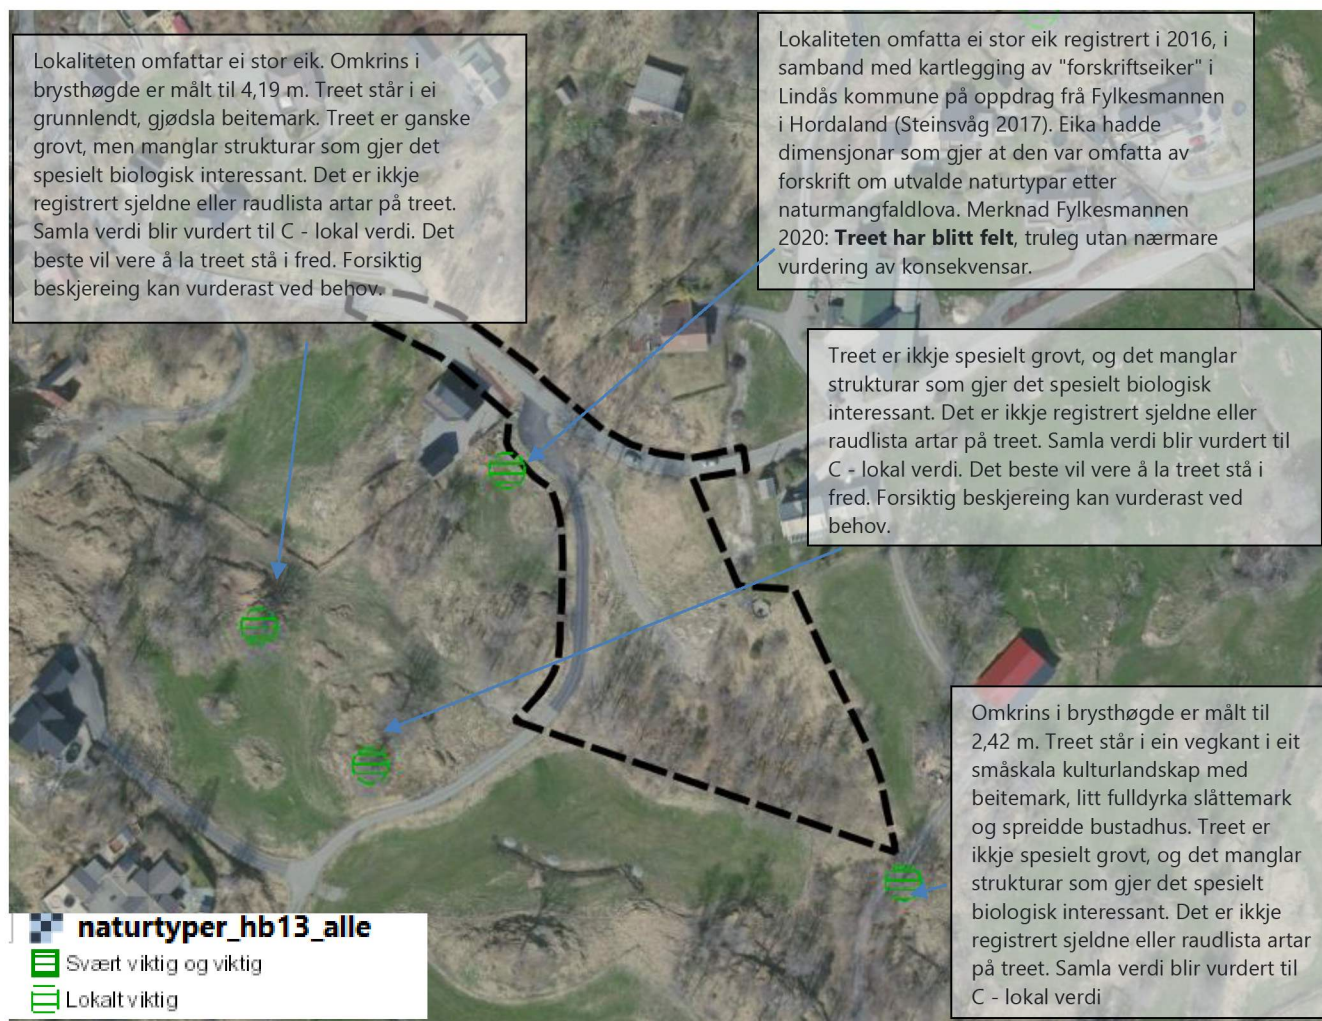 Lokaliteten omfattar ei stor eik. Omkrins i
brysthøgde er målt til 4,19 m. Treet står i ei
grunnlendt, gjødsla beitemark. Treet er ganske
grovt, men manglar strukturar som gjer det
spesielt biologisk interessant. Det er ikkje
registrert sjeldne eller raudlista artar på treet.
Samla verdi blir vurdert til C - lokal verdi. Det
beste vil vere å la treet stå i fred. Forsiktig
beskjereing kan vurderast ved behov.
Lokaliteten omfatta ei stor eik registrert i 2016, i
samband med kartlegging av "forskriftseiker" i
Lindås kommune på oppdrag frå Fylkesmannen
i Hordaland (Steinsvåg 2017). Eika hadde
dimensjonar som gjer at den var omfatta av
forskrift om utvalde naturtypar etter
naturmangfaldlova. Merknad Fylkesmannen
2020: Treet har blitt felt, truleg utan nærmare
vurdering av konsekvensar.
Treet er ikkje spesielt grovt, og det manglar
strukturar som gjer det spesielt biologisk
interessant. Det er ikkje registrert sjeldne eller
raudlista artar på treet. Samla verdi blir vurdert til
C - lokal verdi. Det beste vil vere å la treet stå i
fred. Forsiktig beskjereing kan vurderast ved
behov.
Omkrins i brysthøgde er målt til
2,42 m. Treet står i ein vegkant i eit
småskala kulturlandskap med
beitemark, litt fulldyrka slåttemark
og spreidde bustadhus. Treet er
ikkje spesielt grovt, og det manglar
strukturar som gjer det spesielt
biologisk interessant. Det er ikkje
registrert sjeldne eller raudlista artar
på treet. Samla verdi blir vurdert til
C - lokal verdi
naturtyper_hb13_alle
Svært viktig og viktig
Lokalt viktig